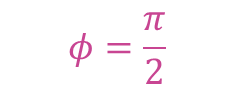 ϕ = π/2